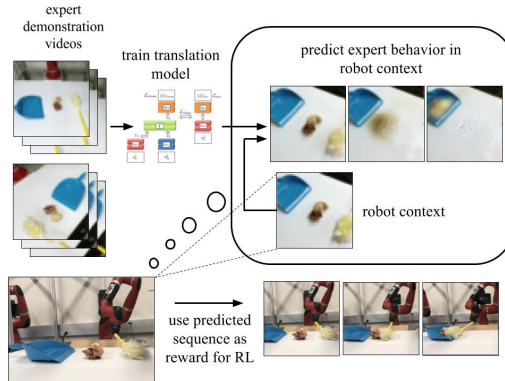 expert
demonstration
videos
train translation
model
predict expert behavior in
robot context
robot context
use predicted
sequence as
reward for RL